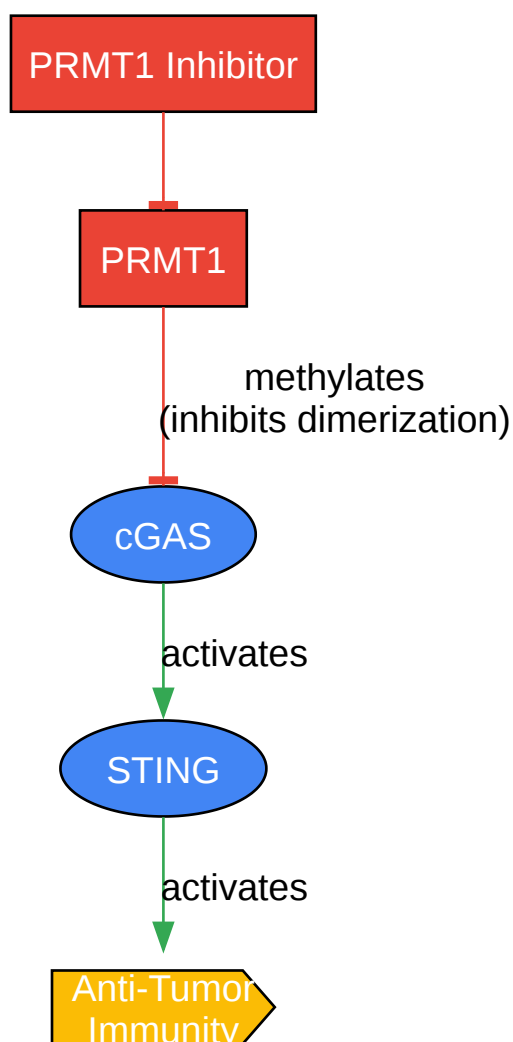 PRMT1 Inhibitor
PRMT1
methylates
(inhibits dimerization)
cGAS
activates
STING
activates
Anti-Tumor
Immunity